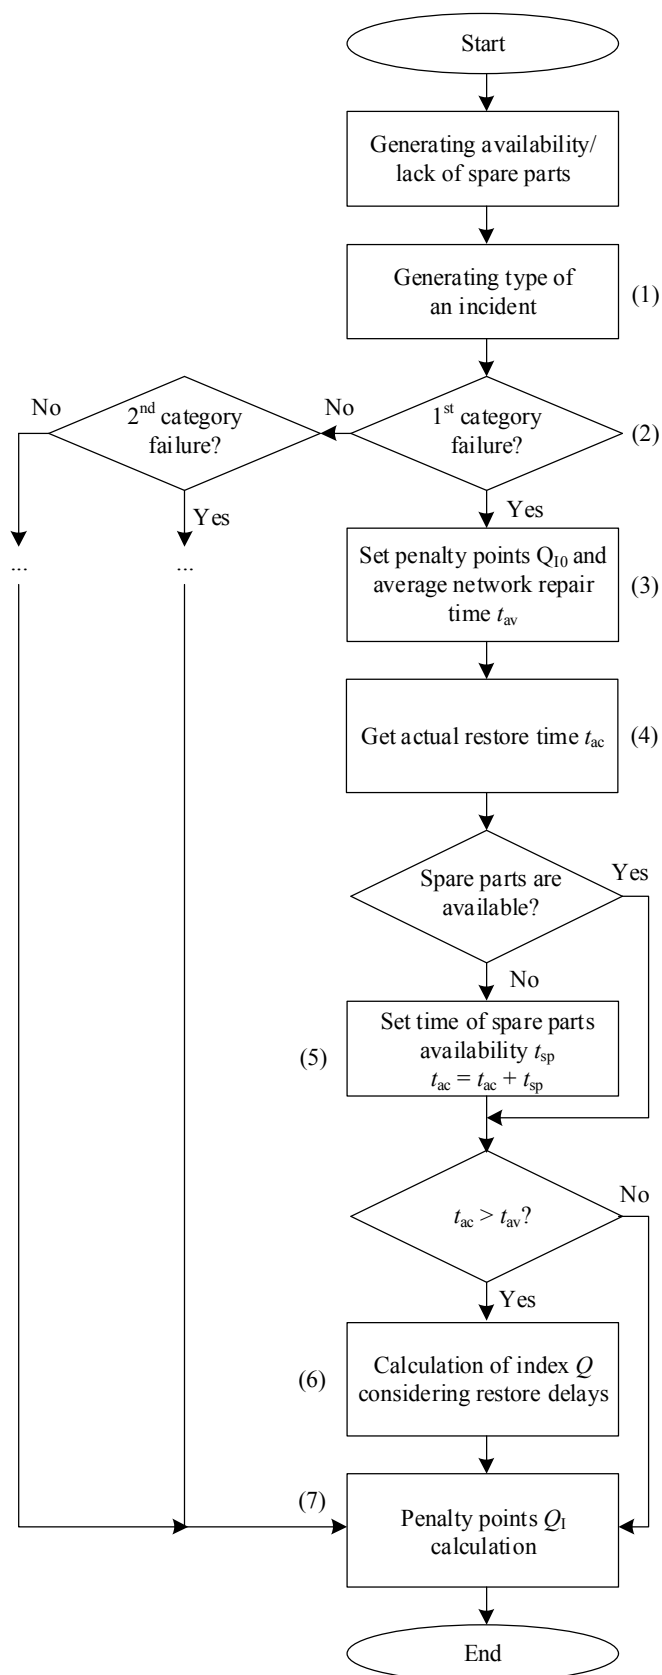 Start
Generating availability/
lack of spare parts
Generating type of
an incident
(1)
No
2nd category
failure?
No
1st category
failure?
(2)
Yes
Yes
...
...
Set penalty points QI0 and
average network repair
time tav
(3)
Get actual restore time tac
(4)
Spare parts are
available?
Yes
No
(5)
Set time of spare parts
availability tsp
tac = tac + tsp
tac > tav?
No
Yes
(6)
Calculation of index Q
considering restore delays
(7)
Penalty points QI
calculation
End